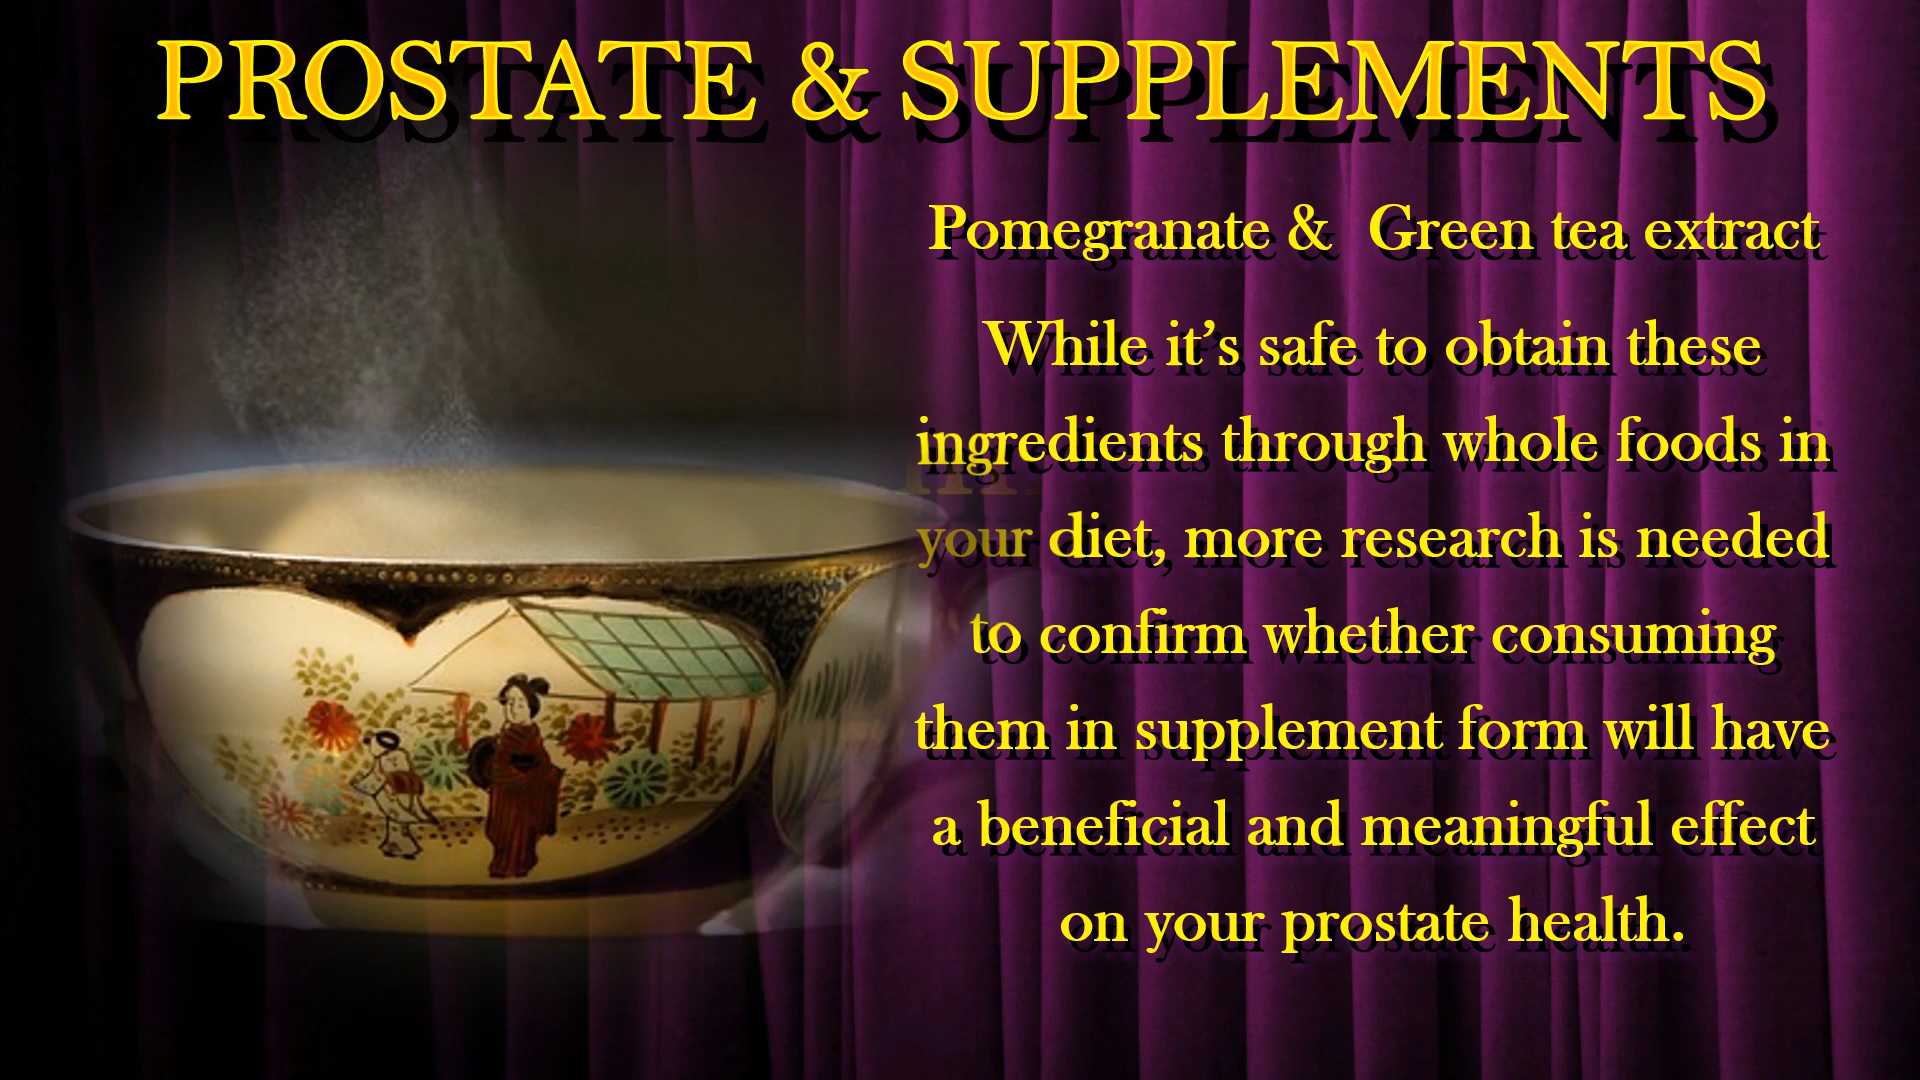 PROSTATE & SUPPLEMENTS
Pomegranate & Green tea extract
While it’s safe to obtain these
ingredients through whole foods in
your diet, more research is needed
to confirm whether consuming
them in supplement form will have
a beneficial and meaningful effect
on your prostate health.